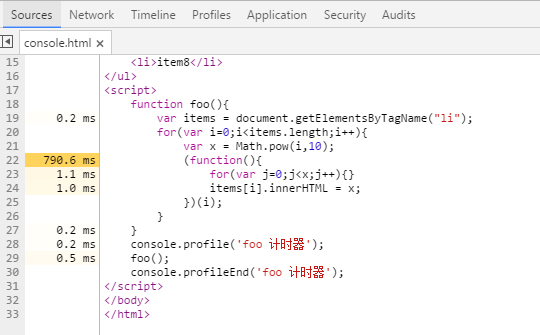 Sources Network Timeline Profiles Application Security Audits
console.html ×
15 <li>item8</li>
16 </ul>
17 <script>
18 function foo(){
19 0.2 ms var items = document.getElementsByTagName("li");
20 for(var i=0;i<items.length;i++){
21 var x = Math.pow(i,10);
22 790.6 ms (function(){
23 1.1 ms for(var j=0;j<x;j++){}
24 1.0 ms items[i].innerHTML = x;
25 })(i);
26 }
27 0.2 ms }
28 0.2 ms console.profile('foo 计时器');
29 0.5 ms foo();
30 console.profileEnd('foo 计时器');
31 </script>
32 </body>
33 </html>